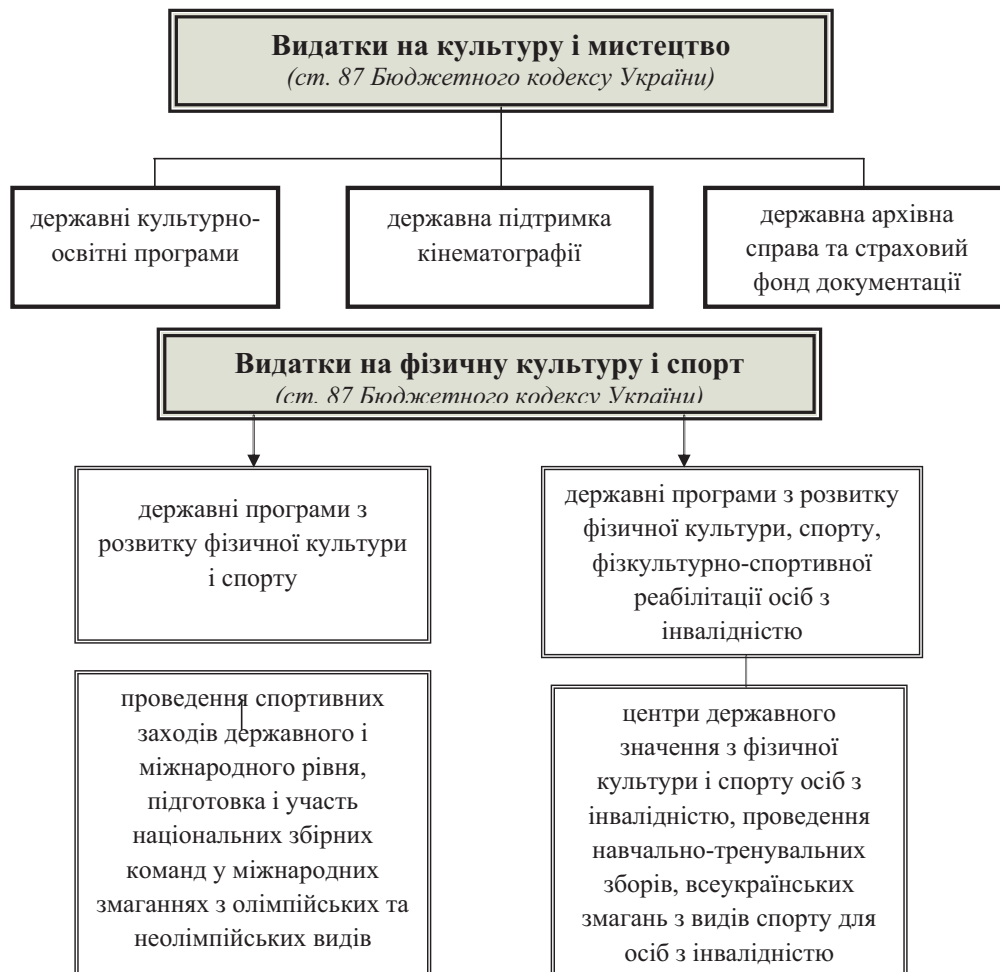 Видатки на культуру і мистецтво
(ст. 87 Бюджетного кодексу України)
державні культурно-
освітні програми
державна підтримка
кінематографії
державна архівна
справа та страховий
фонд документації
Видатки на фізичну культуру і спорт
(ст. 87 Бюджетного кодексу України)
державні програми з
розвитку фізичної культури
і спорту
державні програми з розвитку
фізичної культури, спорту,
фізкультурно-спортивної
реабілітації осіб з
інвалідністю
проведення спортивних
заходів державного і
міжнародного рівня,
підготовка і участь
національних збірних
команд у міжнародних
змаганнях з олімпійських та
неолімпійських видів
центри державного
значення з фізичної
культури і спорту осіб з
інвалідністю, проведення
навчально-тренувальних
зборів, всеукраїнських
змагань з видів спорту для
осіб з інвалідністю